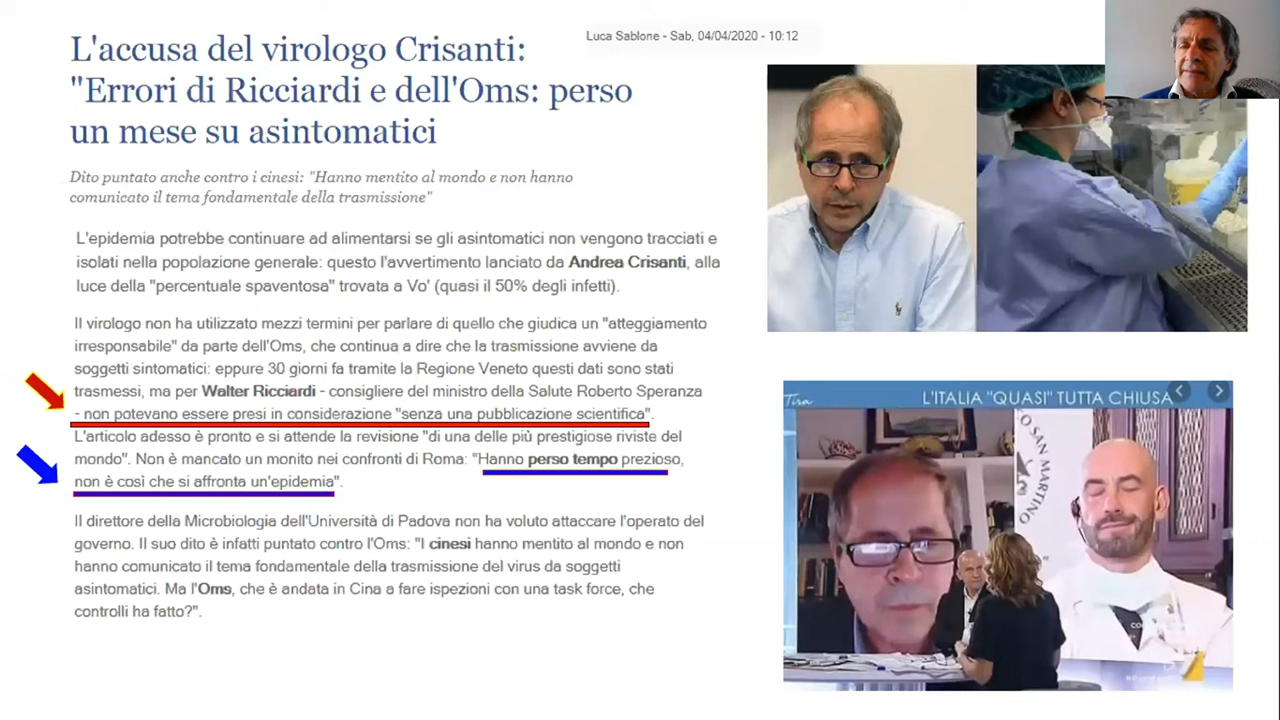 L'accusa del virologo Crisanti:
"Errori di Ricciardi e dell'Oms: perso
un mese su asintomatici
Luca Sablone - Sab, 04/04/2020 - 10:12
Dito puntato anche contro i cinesi: "Hanno mentito al mondo e non hanno
comunicato il tema fondamentale della trasmissione"
L'epidemia potrebbe continuare ad alimentarsi se gli asintomatici non vengono tracciati e
isolati nella popolazione generale: questo l'avvertimento lanciato da Andrea Crisanti, alla
luce della "percentuale spaventosa" trovata a Vo' (quasi il 50% degli infetti).
Il virologo non ha utilizzato mezzi termini per parlare di quello che giudica un "atteggiamento
irresponsabile" da parte dell'Oms, che continua a dire che la trasmissione avviene da
soggetti sintomatici: eppure 30 giorni fa tramite la Regione Veneto questi dati sono stati
trasmessi, ma per Walter Ricciardi - consigliere del ministro della Salute Roberto Speranza
- non potevano essere presi in considerazione "senza una pubblicazione scientifica".
L'articolo adesso è pronto e si attende la revisione "di una delle più prestigiose riviste del
mondo". Non è mancato un monito nei confronti di Roma: "Hanno perso tempo prezioso,
non è così che si affronta un'epidemia".
Il direttore della Microbiologia dell'Università di Padova non ha voluto attaccare l'operato del
governo. Il suo dito è infatti puntato contro l'Oms: "I cinesi hanno mentito al mondo e non
hanno comunicato il tema fondamentale della trasmissione del virus da soggetti
asintomatici. Ma l'Oms, che è andata in Cina a fare ispezioni con una task force, che
controlli ha fatto?".
Tira
L'ITALIA "QUASI" TUTTA CHIUSA
O SAN MARTINO